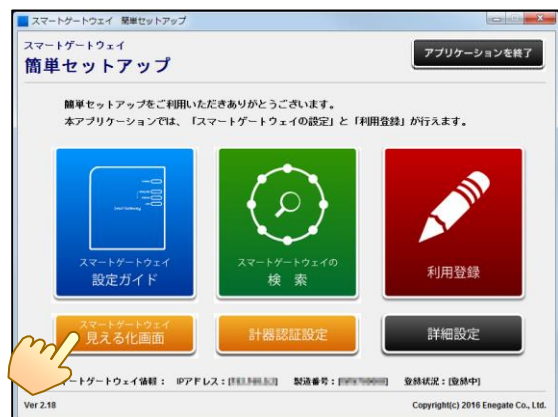 スマートゲートウェイ 簡単セットアップ
スマートゲートウェイ
簡単セットアップ
アプリケーションを終了
簡単セットアップをご利用いただきありがとうございます。
本アプリケーションでは、「スマートゲートウェイの設定」と「利用登録」が行えます。
スマートゲートウェイ
設定ガイド
スマートゲートウェイの
検 索
利用登録
スマートゲートウェイ
見える化画面
計器認証設定
詳細設定
ートゲートウェイ情報： IPアドレス：[ ] 製造番号：[ ] 登録状況：[登録中]
Ver 2.18
Copyright(c) 2016 Enegate Co., Ltd.